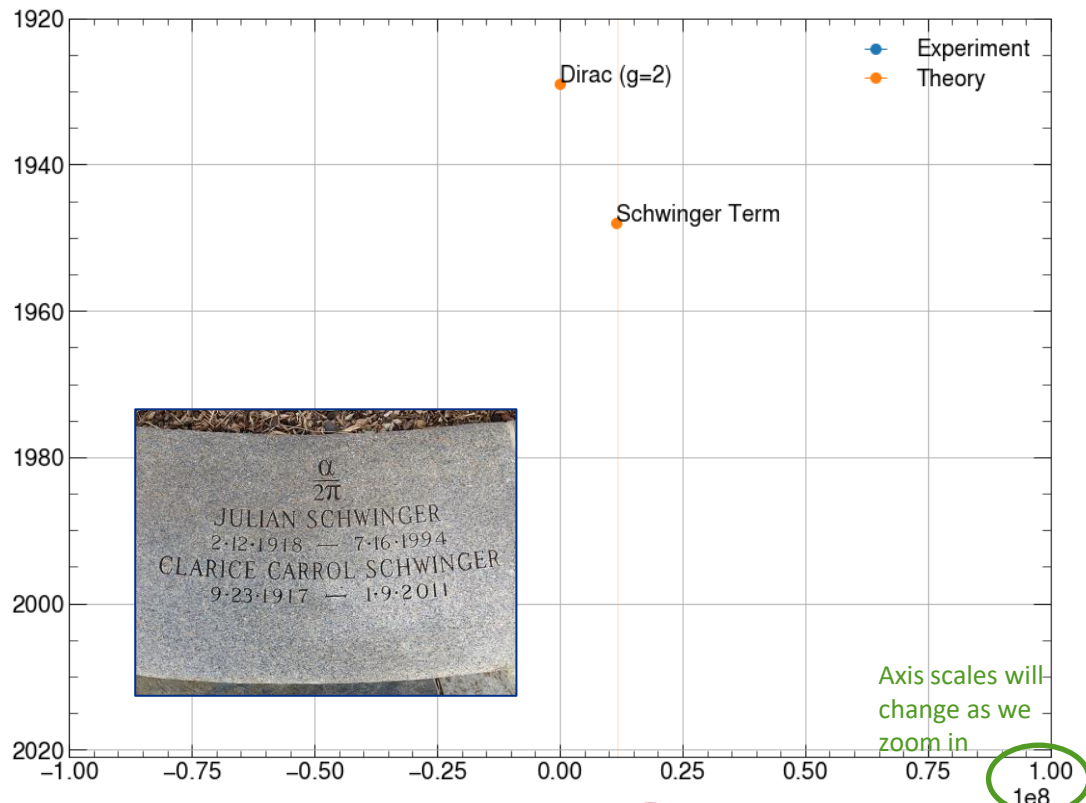 1920
Experiment
Theory
Dirac (g=2)
1940
Schwinger Term
1960
1980
α
2π
JULIAN SCHWINGER
2·12·1918 — 7·16·1994
CLARICE CARROL SCHWINGER
9·23·1917 — 1·9·2011
2000
Axis scales will
change as we
zoom in
2020
−1.00 −0.75 −0.50 −0.25 0.00 0.25 0.50 0.75 1.00
1e8